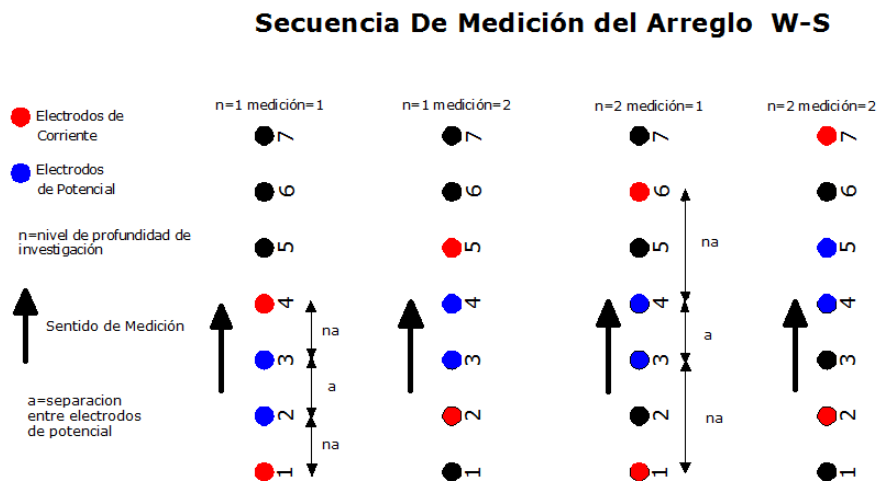 Secuencia De Medición del Arreglo W-S
Electrodos de
Corriente
Electrodos
de Potencial
n=nivel de profundidad de
investigación
Sentido de Medición
a=separacion
entre electrodos
de potencial
n=1 medición=1
7
6
5
4
3
2
1
na
a
na
n=1 medición=2
7
6
5
4
3
2
1
n=2 medición=1
7
6
5
4
3
2
1
na
a
na
n=2 medición=2
7
6
5
4
3
2
1